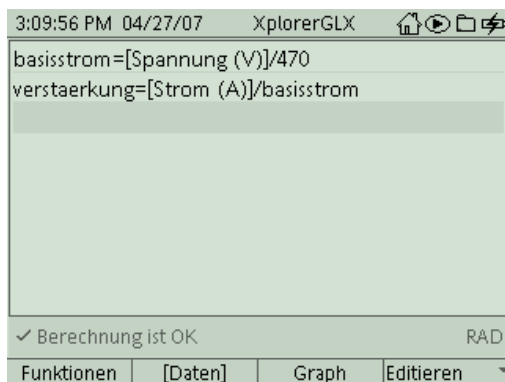 3:09:56 PM 04/27/07 XplorerGLX
basisstrom=[Spannung (V)]/470
verstaerkung=[Strom (A)]/basisstrom
✓ Berechnung ist OK RAD
Funktionen [Daten] Graph Editieren